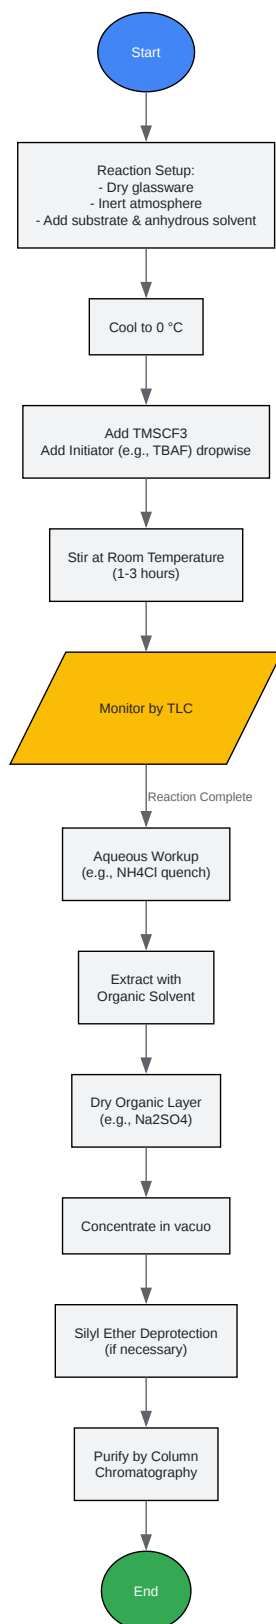 Start
Reaction Setup:
- Dry glassware
- Inert atmosphere
- Add substrate & anhydrous solvent
Cool to 0 °C
Add TMSCF3
Add Initiator (e.g., TBAF) dropwise
Stir at Room Temperature
(1-3 hours)
Monitor by TLC
Reaction Complete
Aqueous Workup
(e.g., NH4Cl quench)
Extract with
Organic Solvent
Dry Organic Layer
(e.g., Na2SO4)
Concentrate in vacuo
Silyl Ether Deprotection
(if necessary)
Purify by Column
Chromatography
End